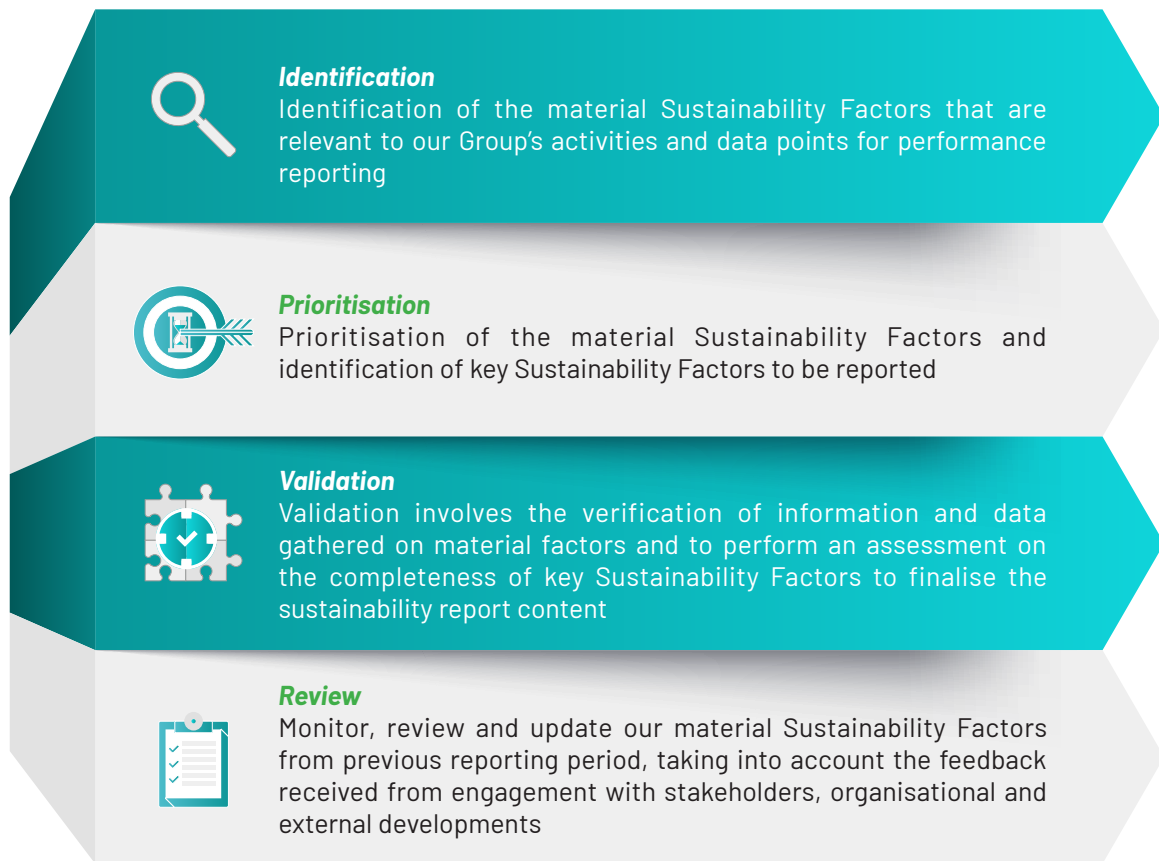 Identification
Identification of the material Sustainability Factors that are
relevant to our Group's activities and data points for performance
reporting
Prioritisation
Prioritisation of the material Sustainability Factors and
identification of key Sustainability Factors to be reported
Validation
Validation involves the verification of information and data
gathered on material factors and to perform an assessment on
the completeness of key Sustainability Factors to finalise the
sustainability report content
Review
Monitor, review and update our material Sustainability Factors
from previous reporting period, taking into account the feedback
received from engagement with stakeholders, organisational and
external developments